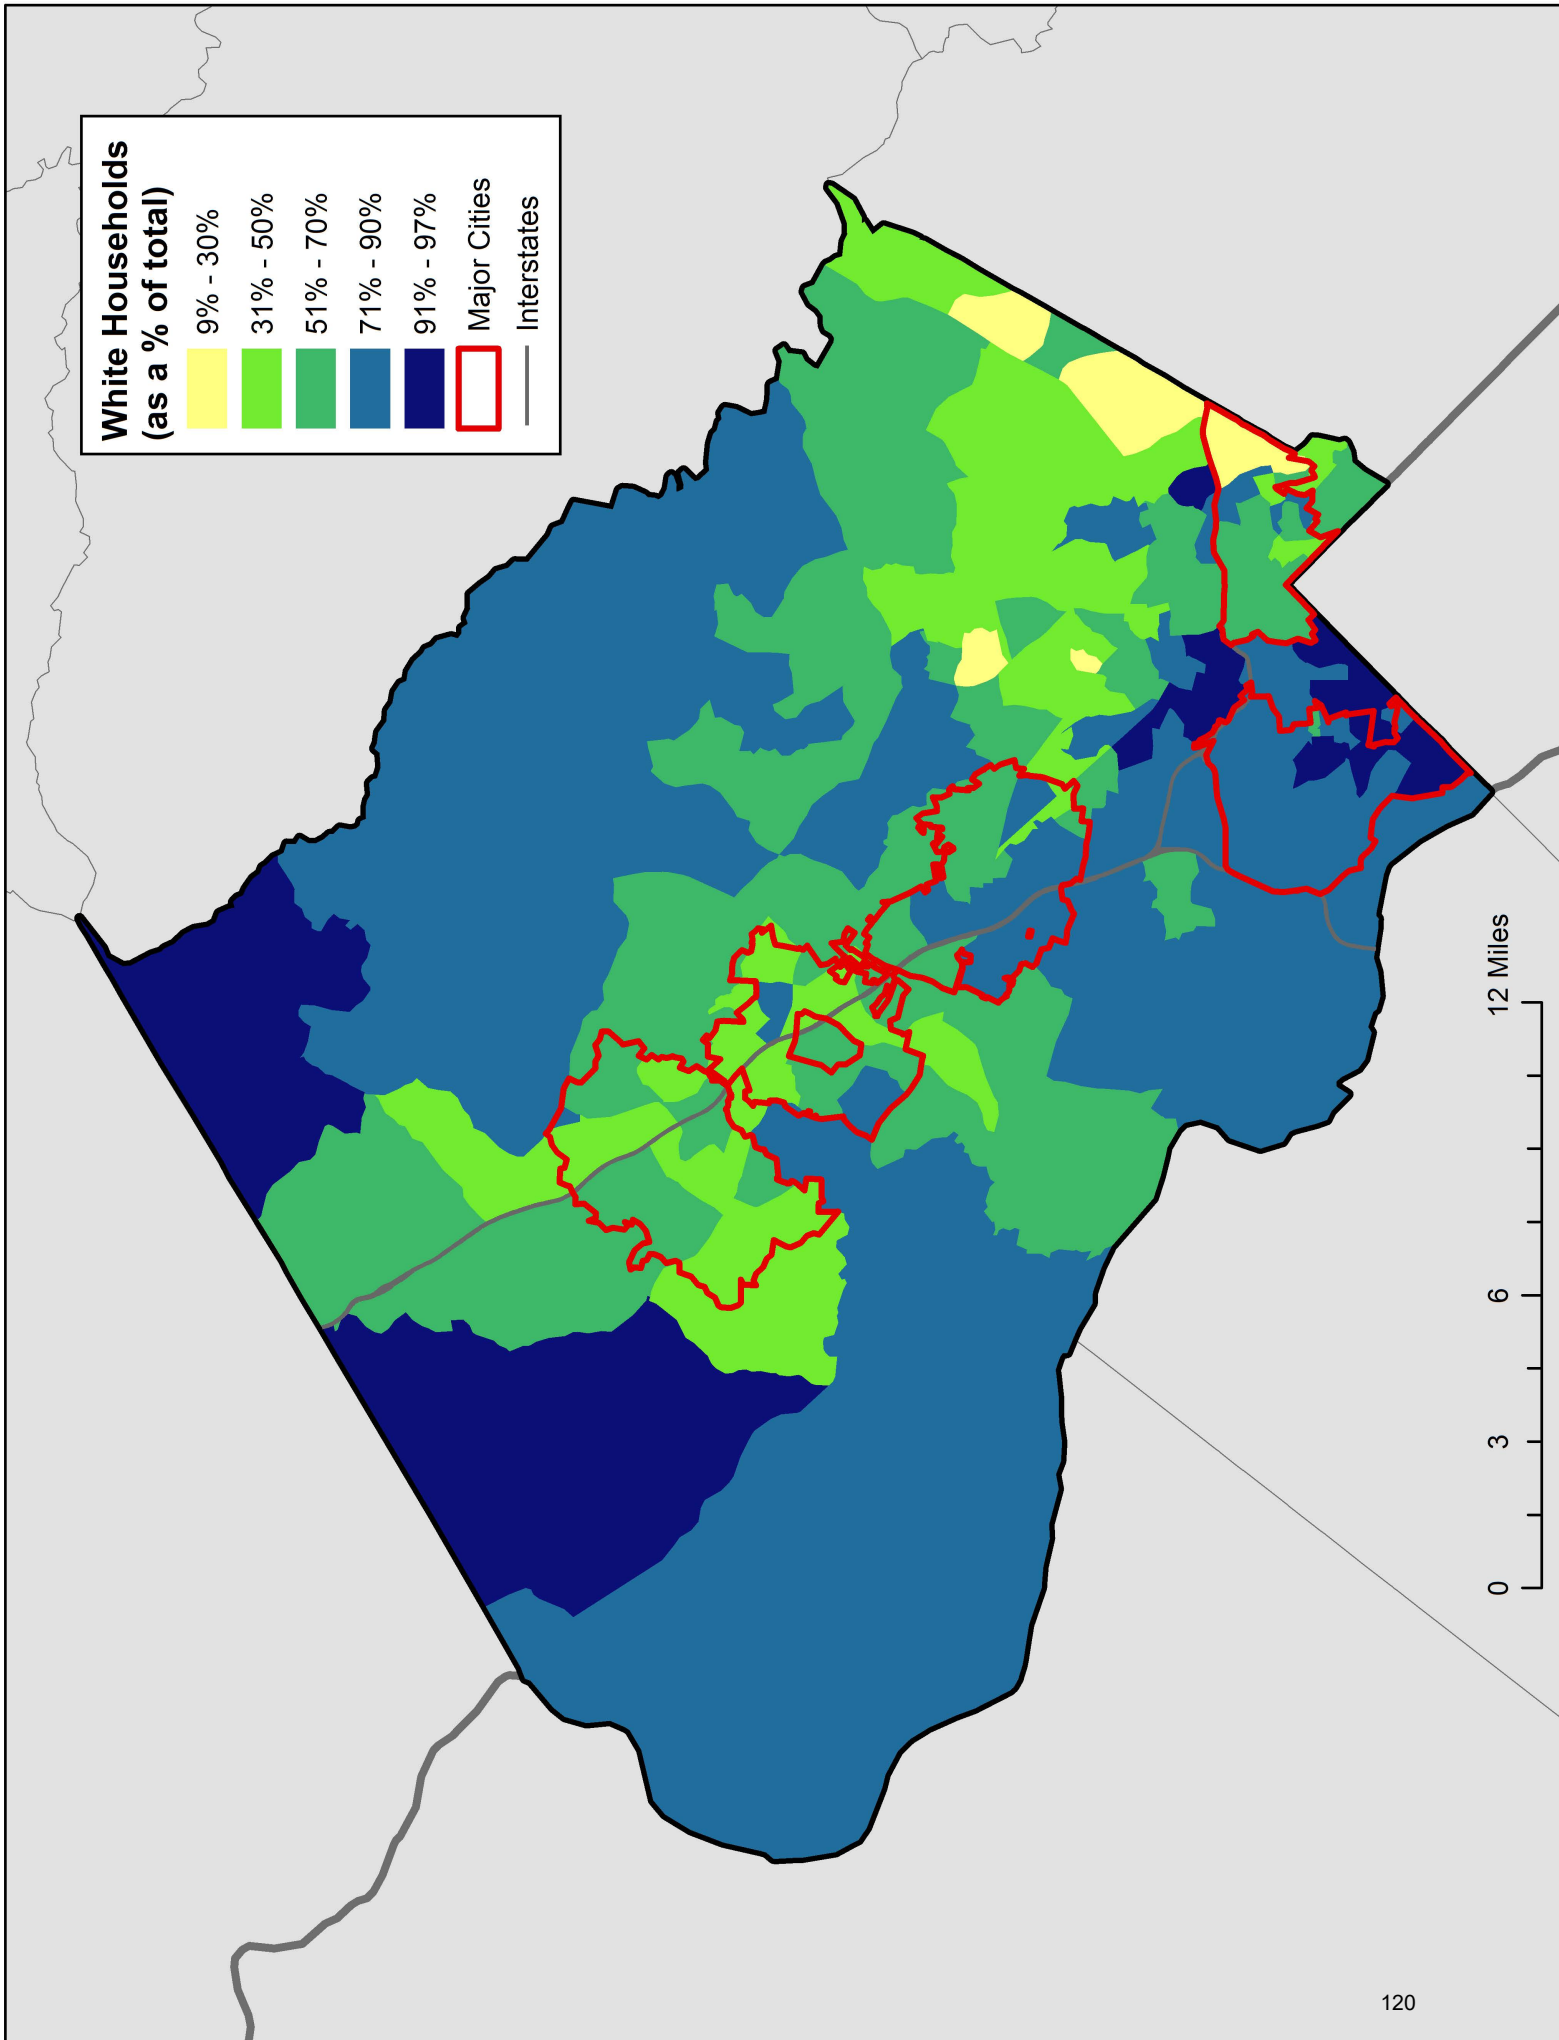 White Households
(as a % of total)
9% - 30%
31% - 50%
51% - 70%
71% - 90%
91% - 97%
Major Cities
Interstates
0 3 6 12 Miles
120